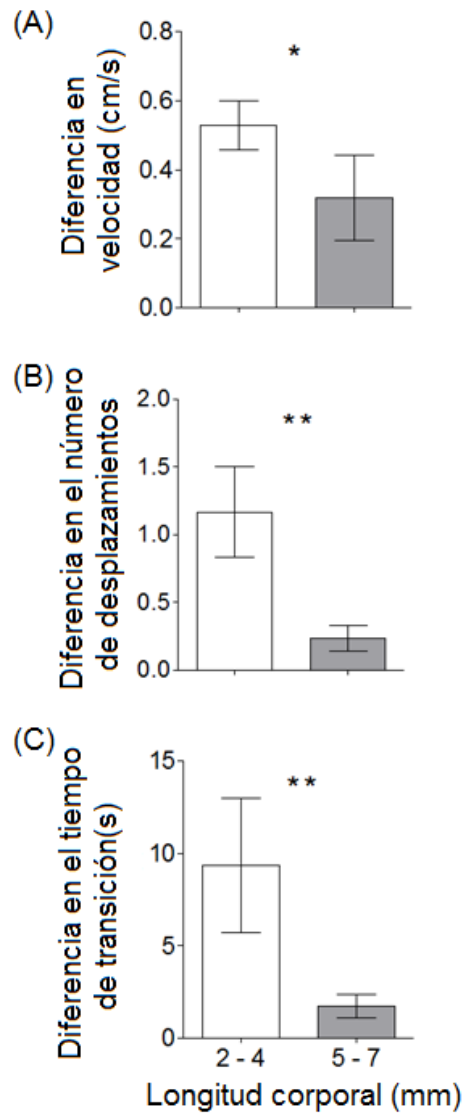 (A)
Diferencia en
velocidad (cm/s)
0.8
0.6
0.4
0.2
0.0
*
(B)
Diferencia en el número
de desplazamientos
2.0
1.5
1.0
0.5
0.0
**
(C)
Diferencia en el tiempo
de transición(s)
15
10
5
0
**
2 - 4 5 - 7
Longitud corporal (mm)